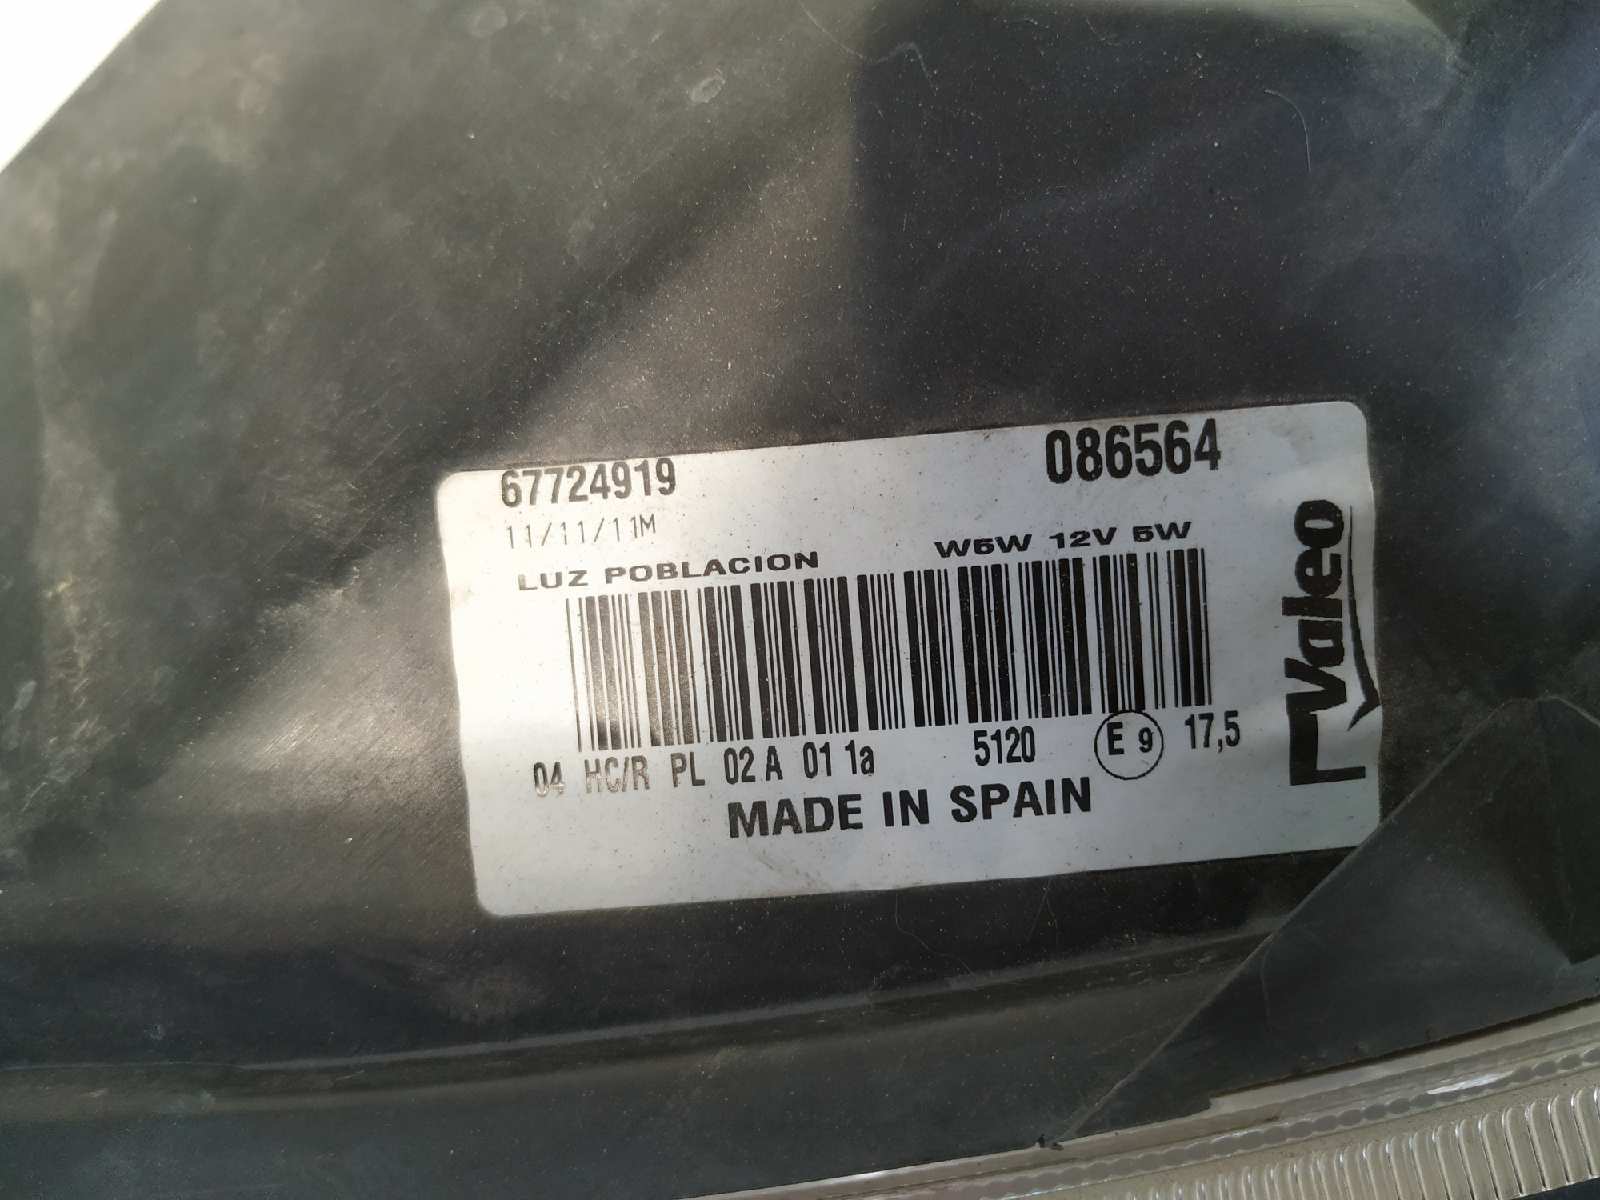 67724919 086564
11/11/11M
LUZ POBLACION W5W 12V 5W
04 HC/R PL 02 A 01 1a 5120 E 9 17,5
MADE IN SPAIN
Valeo